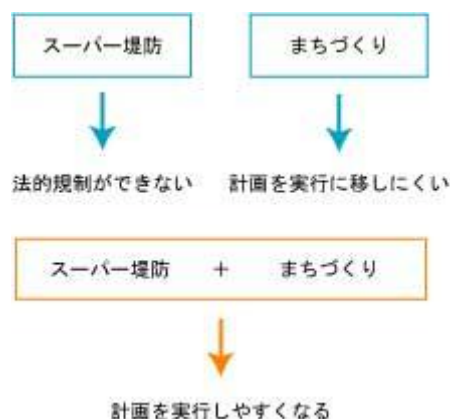 スーパー堤防 まちづくり
法的規制ができない 計画を実行に移しにくい
スーパー堤防 + まちづくり
計画を実行しやすくなる